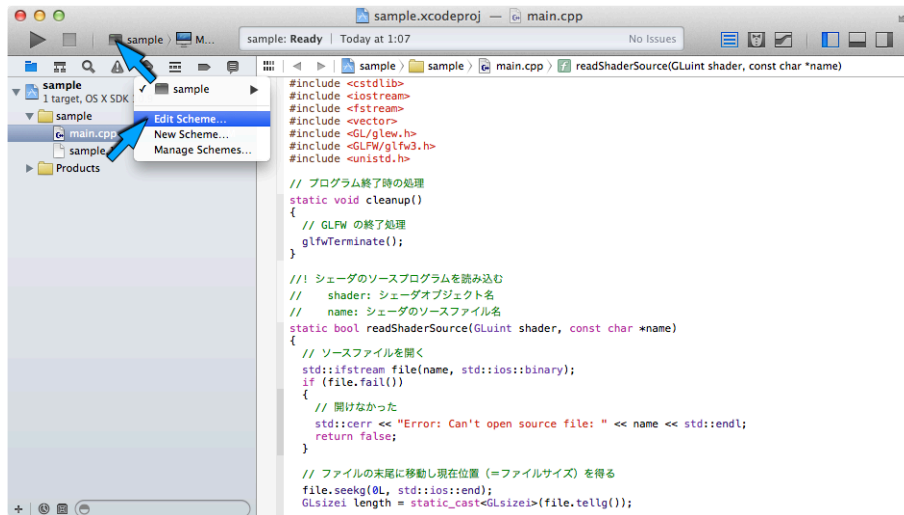 sample.xcodeproj — main.cpp
sample 〉 M...
sample: Ready | Today at 1:07
No Issues
sample 〉 sample 〉 main.cpp 〉 readShaderSource(GLuint shader, const char *name)
sample
1 target, OS X SDK
sample
main.cpp
sample
Products
sample
Edit Scheme...
New Scheme...
Manage Schemes...
#include <cstdlib>
#include <iostream>
#include <fstream>
#include <vector>
#include <GL/glew.h>
#include <GLFW/glfw3.h>
#include <unistd.h>
// プログラム終了時の処理
static void cleanup()
{
// GLFW の終了処理
glfwTerminate();
}
//! シェーダのソースプログラムを読み込む
// shader: シェーダオブジェクト名
// name: シェーダのソースファイル名
static bool readShaderSource(GLuint shader, const char *name)
{
// ソースファイルを開く
std::ifstream file(name, std::ios::binary);
if (file.fail())
{
// 開けなかった
std::cerr << "Error: Can't open source file: " << name << std::endl;
return false;
}
// ファイルの末尾に移動し現在位置（＝ファイルサイズ）を得る
file.seekg(0L, std::ios::end);
GLsizei length = static_cast<GLsizei>(file.tellg());